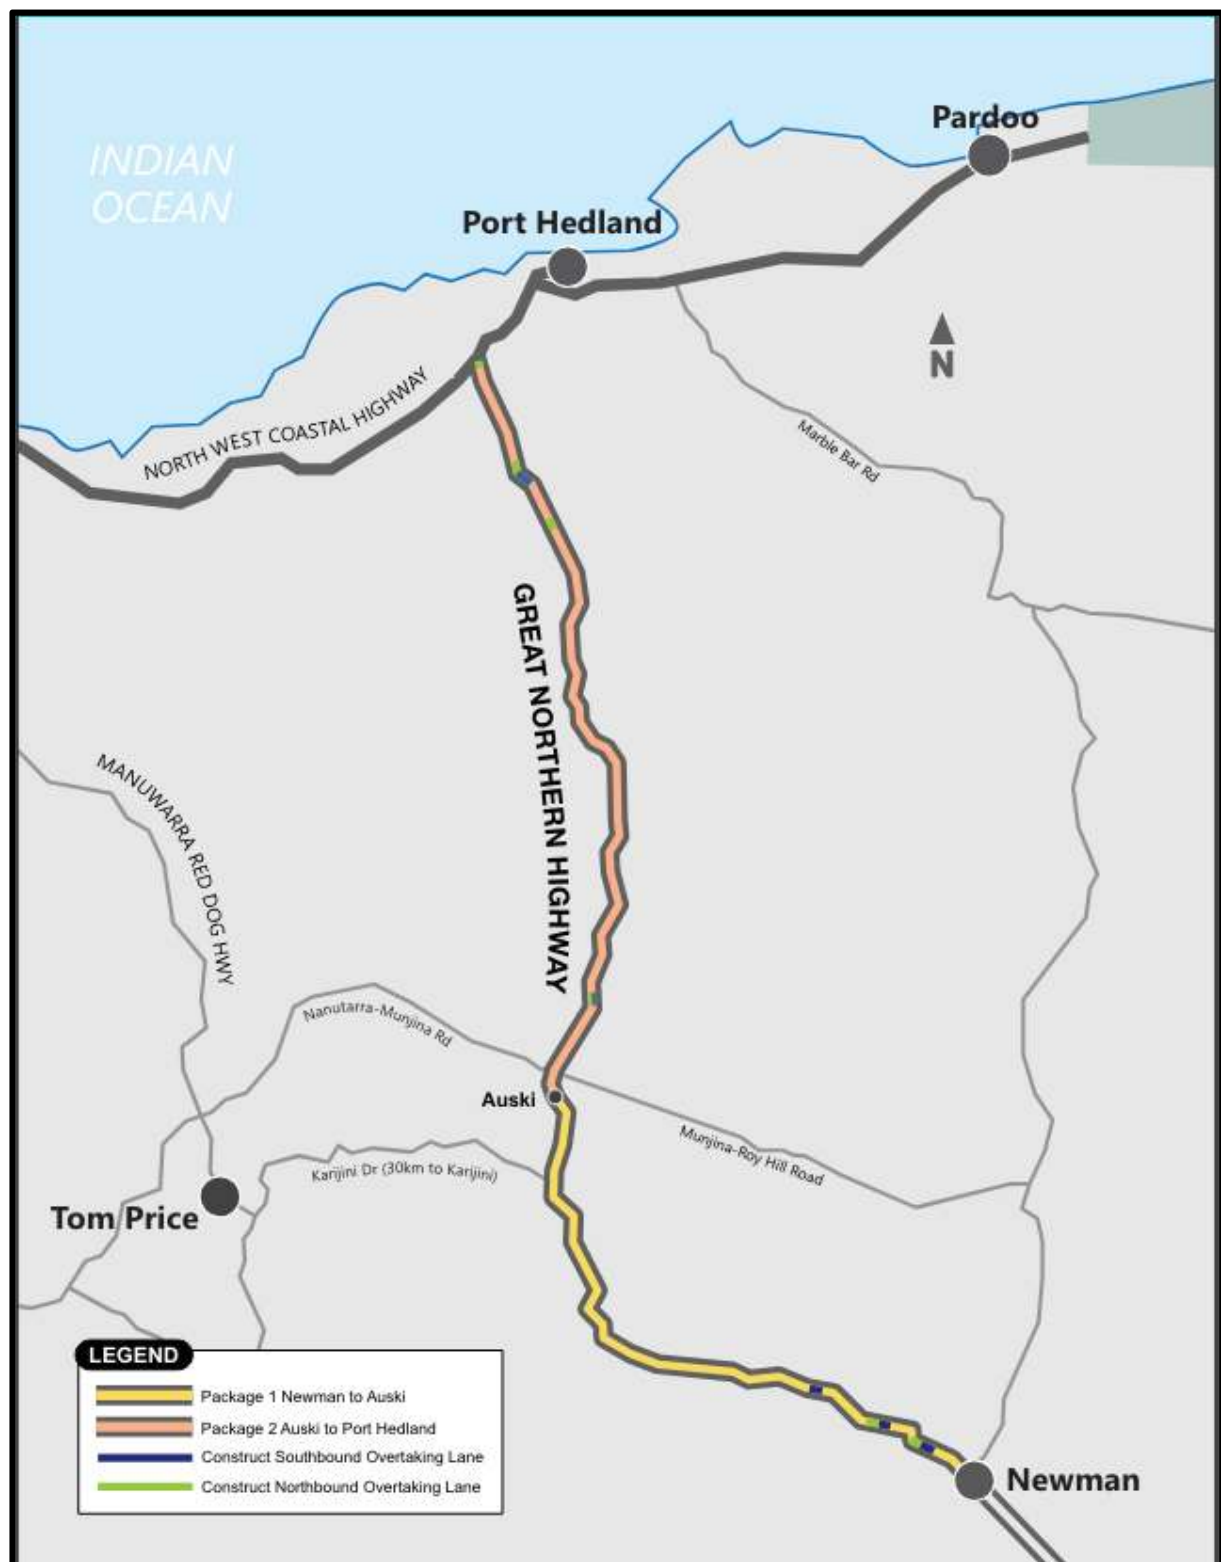 Pardoo
INDIAN
OCEAN
Port Hedland
N
NORTH WEST COASTAL HIGHWAY
Marble Bar Rd
GREAT NORTHERN HIGHWAY
MANUWARRA RED DOG HWY
Nanutarra-Munjina Rd
Auski
Munjina-Roy Hill Road
Karijini Dr (30km to Karijini)
Tom Price
LEGEND
Package 1 Newman to Auski
Package 2 Auski to Port Hedland
Construct Southbound Overtaking Lane
Construct Northbound Overtaking Lane
Newman